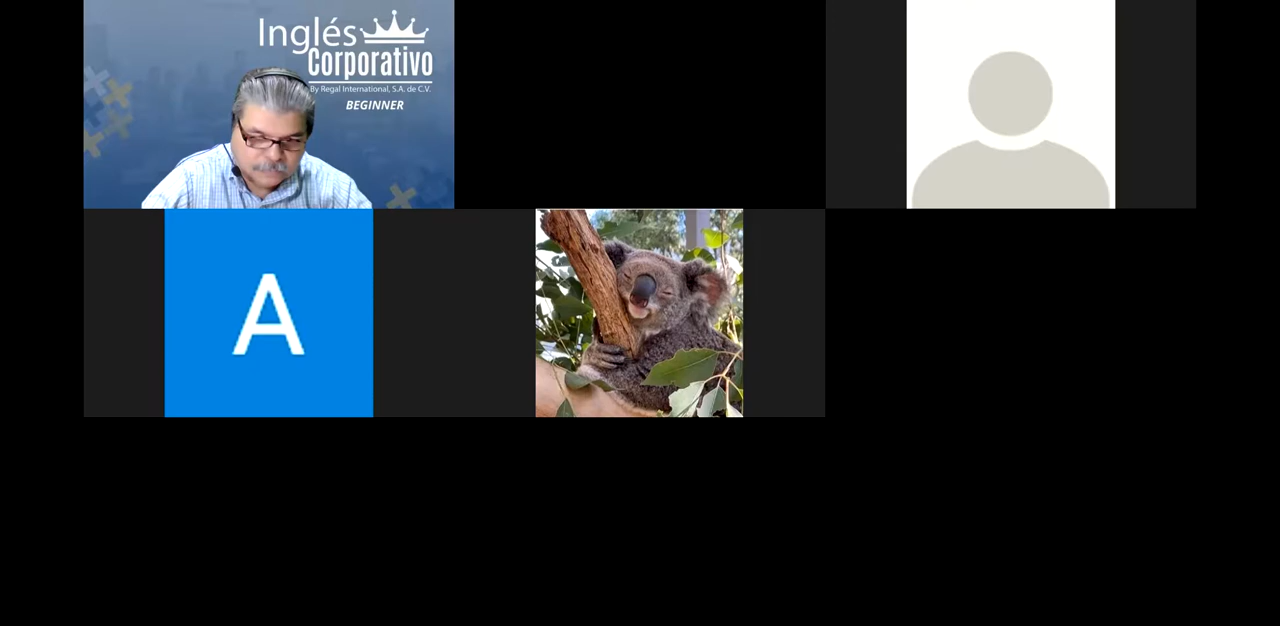 Inglés
Corporativo
By Regal International, S.A. de C.V.
BEGINNER
A